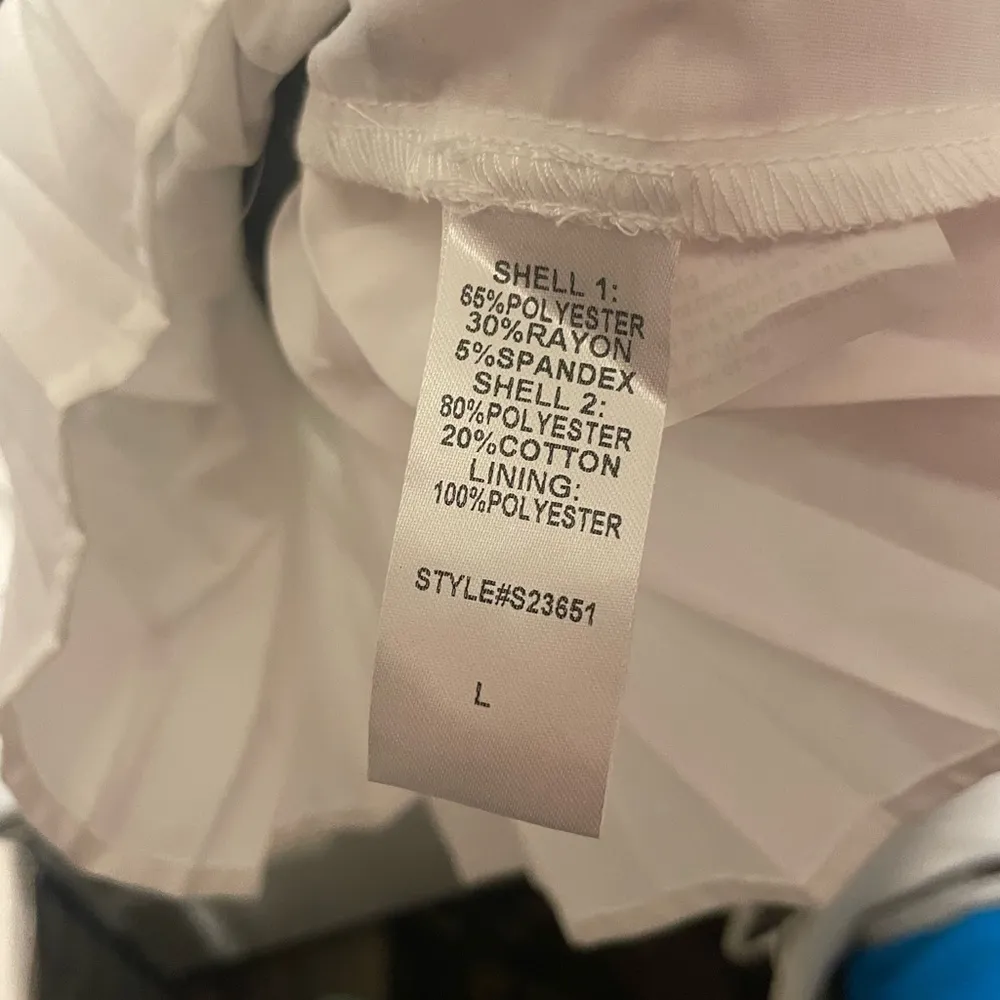 SHELL 1:
65%POLYESTER
30%RAYON
5%SPANDEX
SHELL 2:
80%POLYESTER
20%COTTON
LINING:
100%POLYESTER
STYLE#S23651
L